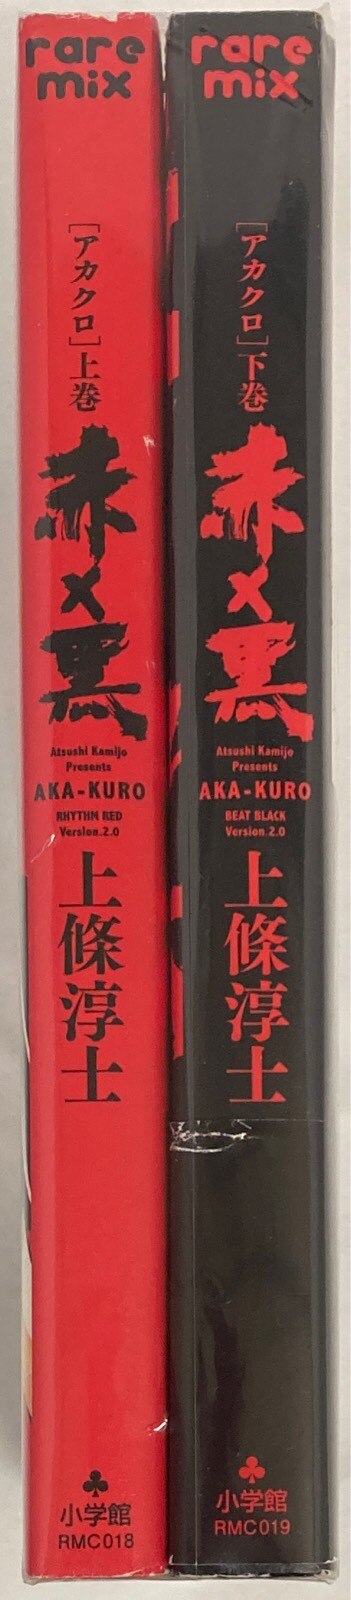 rare
mix
[アカクロ]上巻
赤×黒
Atsushi Kamijo
Presents
AKA-KURO
RHYTHM RED
Version.2.0
上條淳士
小学館
RMC018
rare
mix
[アカクロ]下巻
赤×黒
Atsushi Kamijo
Presents
AKA-KURO
BEAT BLACK
Version.2.0
上條淳士
小学館
RMC019